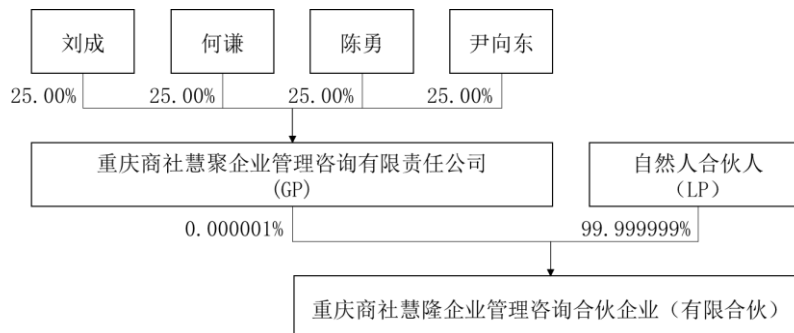 刘成 何谦 陈勇 尹向东
25.00% 25.00% 25.00% 25.00%
重庆商社慧聚企业管理咨询有限责任公司
(GP)
自然人合伙人
（LP）
0.000001% 99.999999%
重庆商社慧隆企业管理咨询合伙企业（有限合伙）